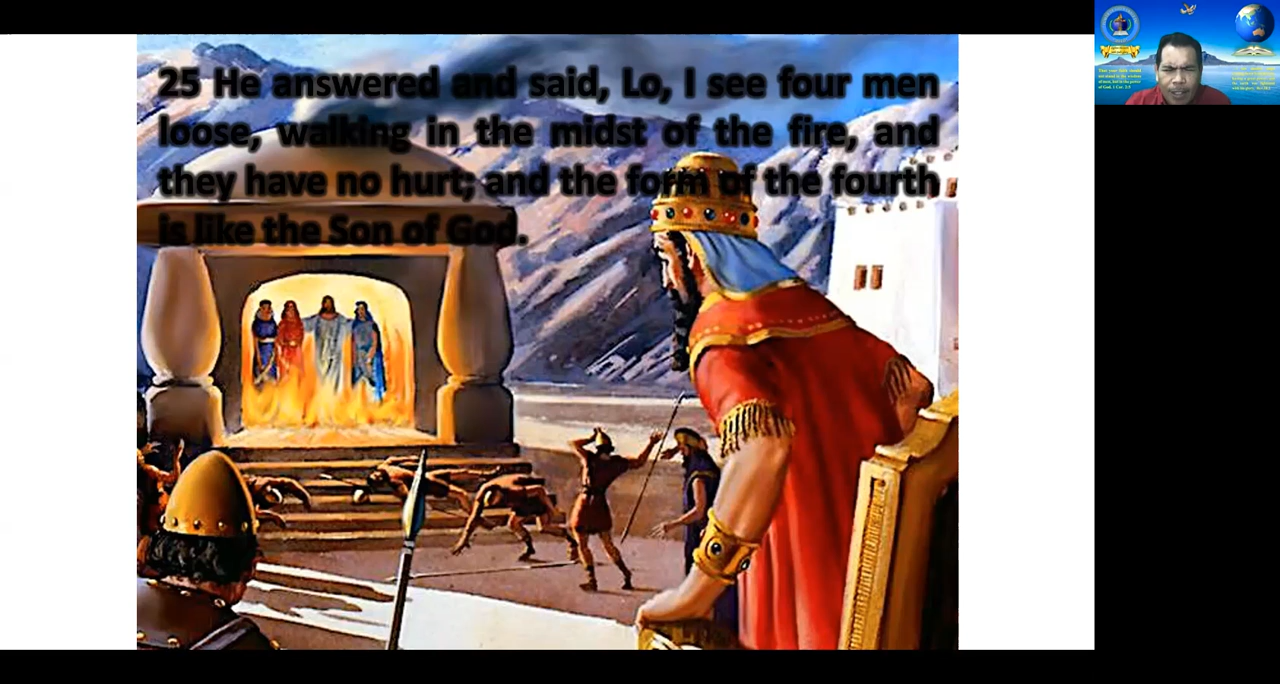 25 He answered and said, Lo, I see four men
loose, walking in the midst of the fire, and
they have no hurt; and the form of the fourth
is like the Son of God.